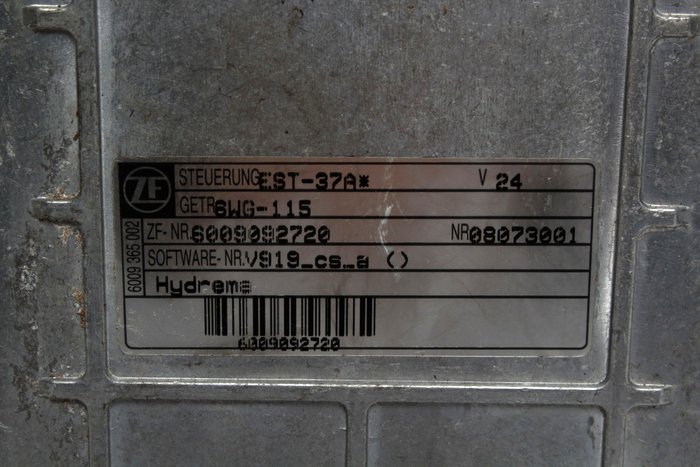 ZF STEUERUNG EST-37A* V 24
GETR 6WG-115
ZF-NR. 6009092720 NR 08073001
SOFTWARE-NR. V919_cs_a ()
Hydrema
6009 365 002
6009092720